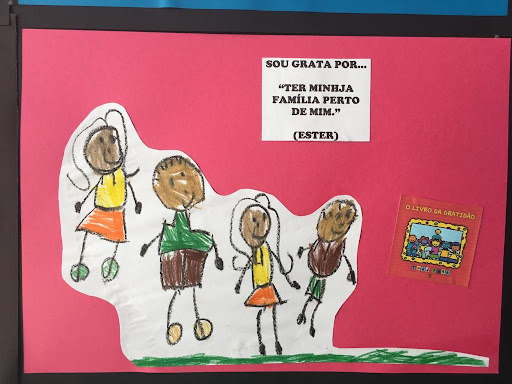 SOU GRATA POR...
“TER MINHJA
FAMÍLIA PERTO
DE MIM.”
(ESTER)
O LIVRO DA GRATIDÃO